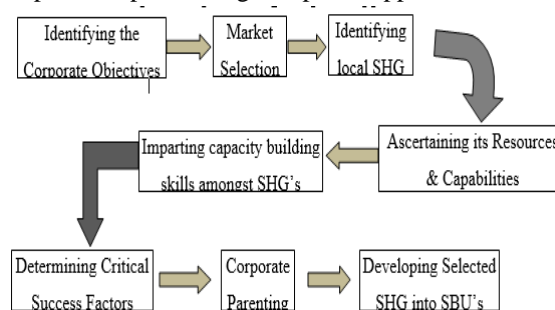 Identifying the
Corporate Objectives
Market
Selection
Identifying
local SHG
Ascertaining its Resources
& Capabilities
Imparting capacity building
skills amongst SHG's
Determining Critical
Success Factors
Corporate
Parenting
Developing Selected
SHG into SBU's